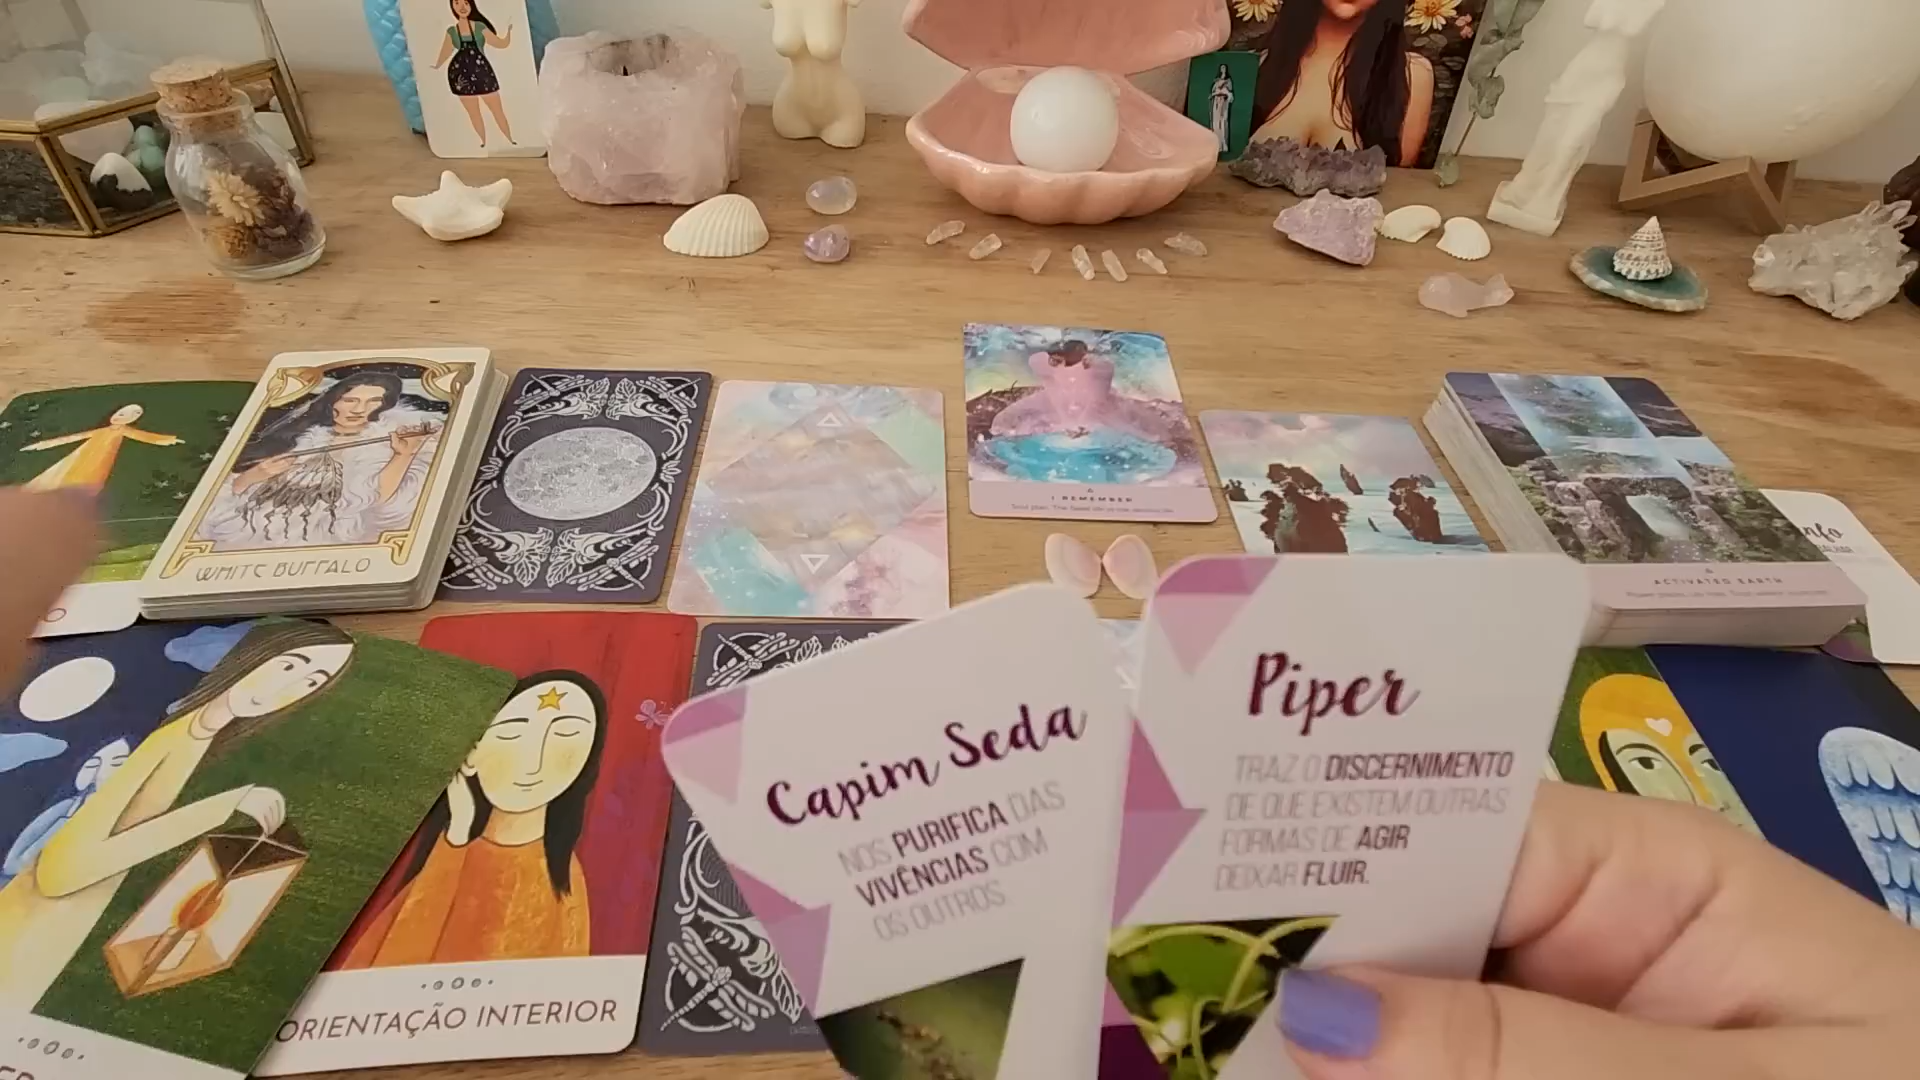 I REMEMBER
WHITE BUFFALO
ACTIVATED EARTH
Capim Seda
NOS PURIFICA DAS
VIVÊNCIAS COM
OS OUTROS.
Piper
TRAZ O DISCERNIMENTO
DE QUE EXISTEM OUTRAS
FORMAS DE AGIR
DEIXAR FLUIR.
ORIENTAÇÃO INTERIOR